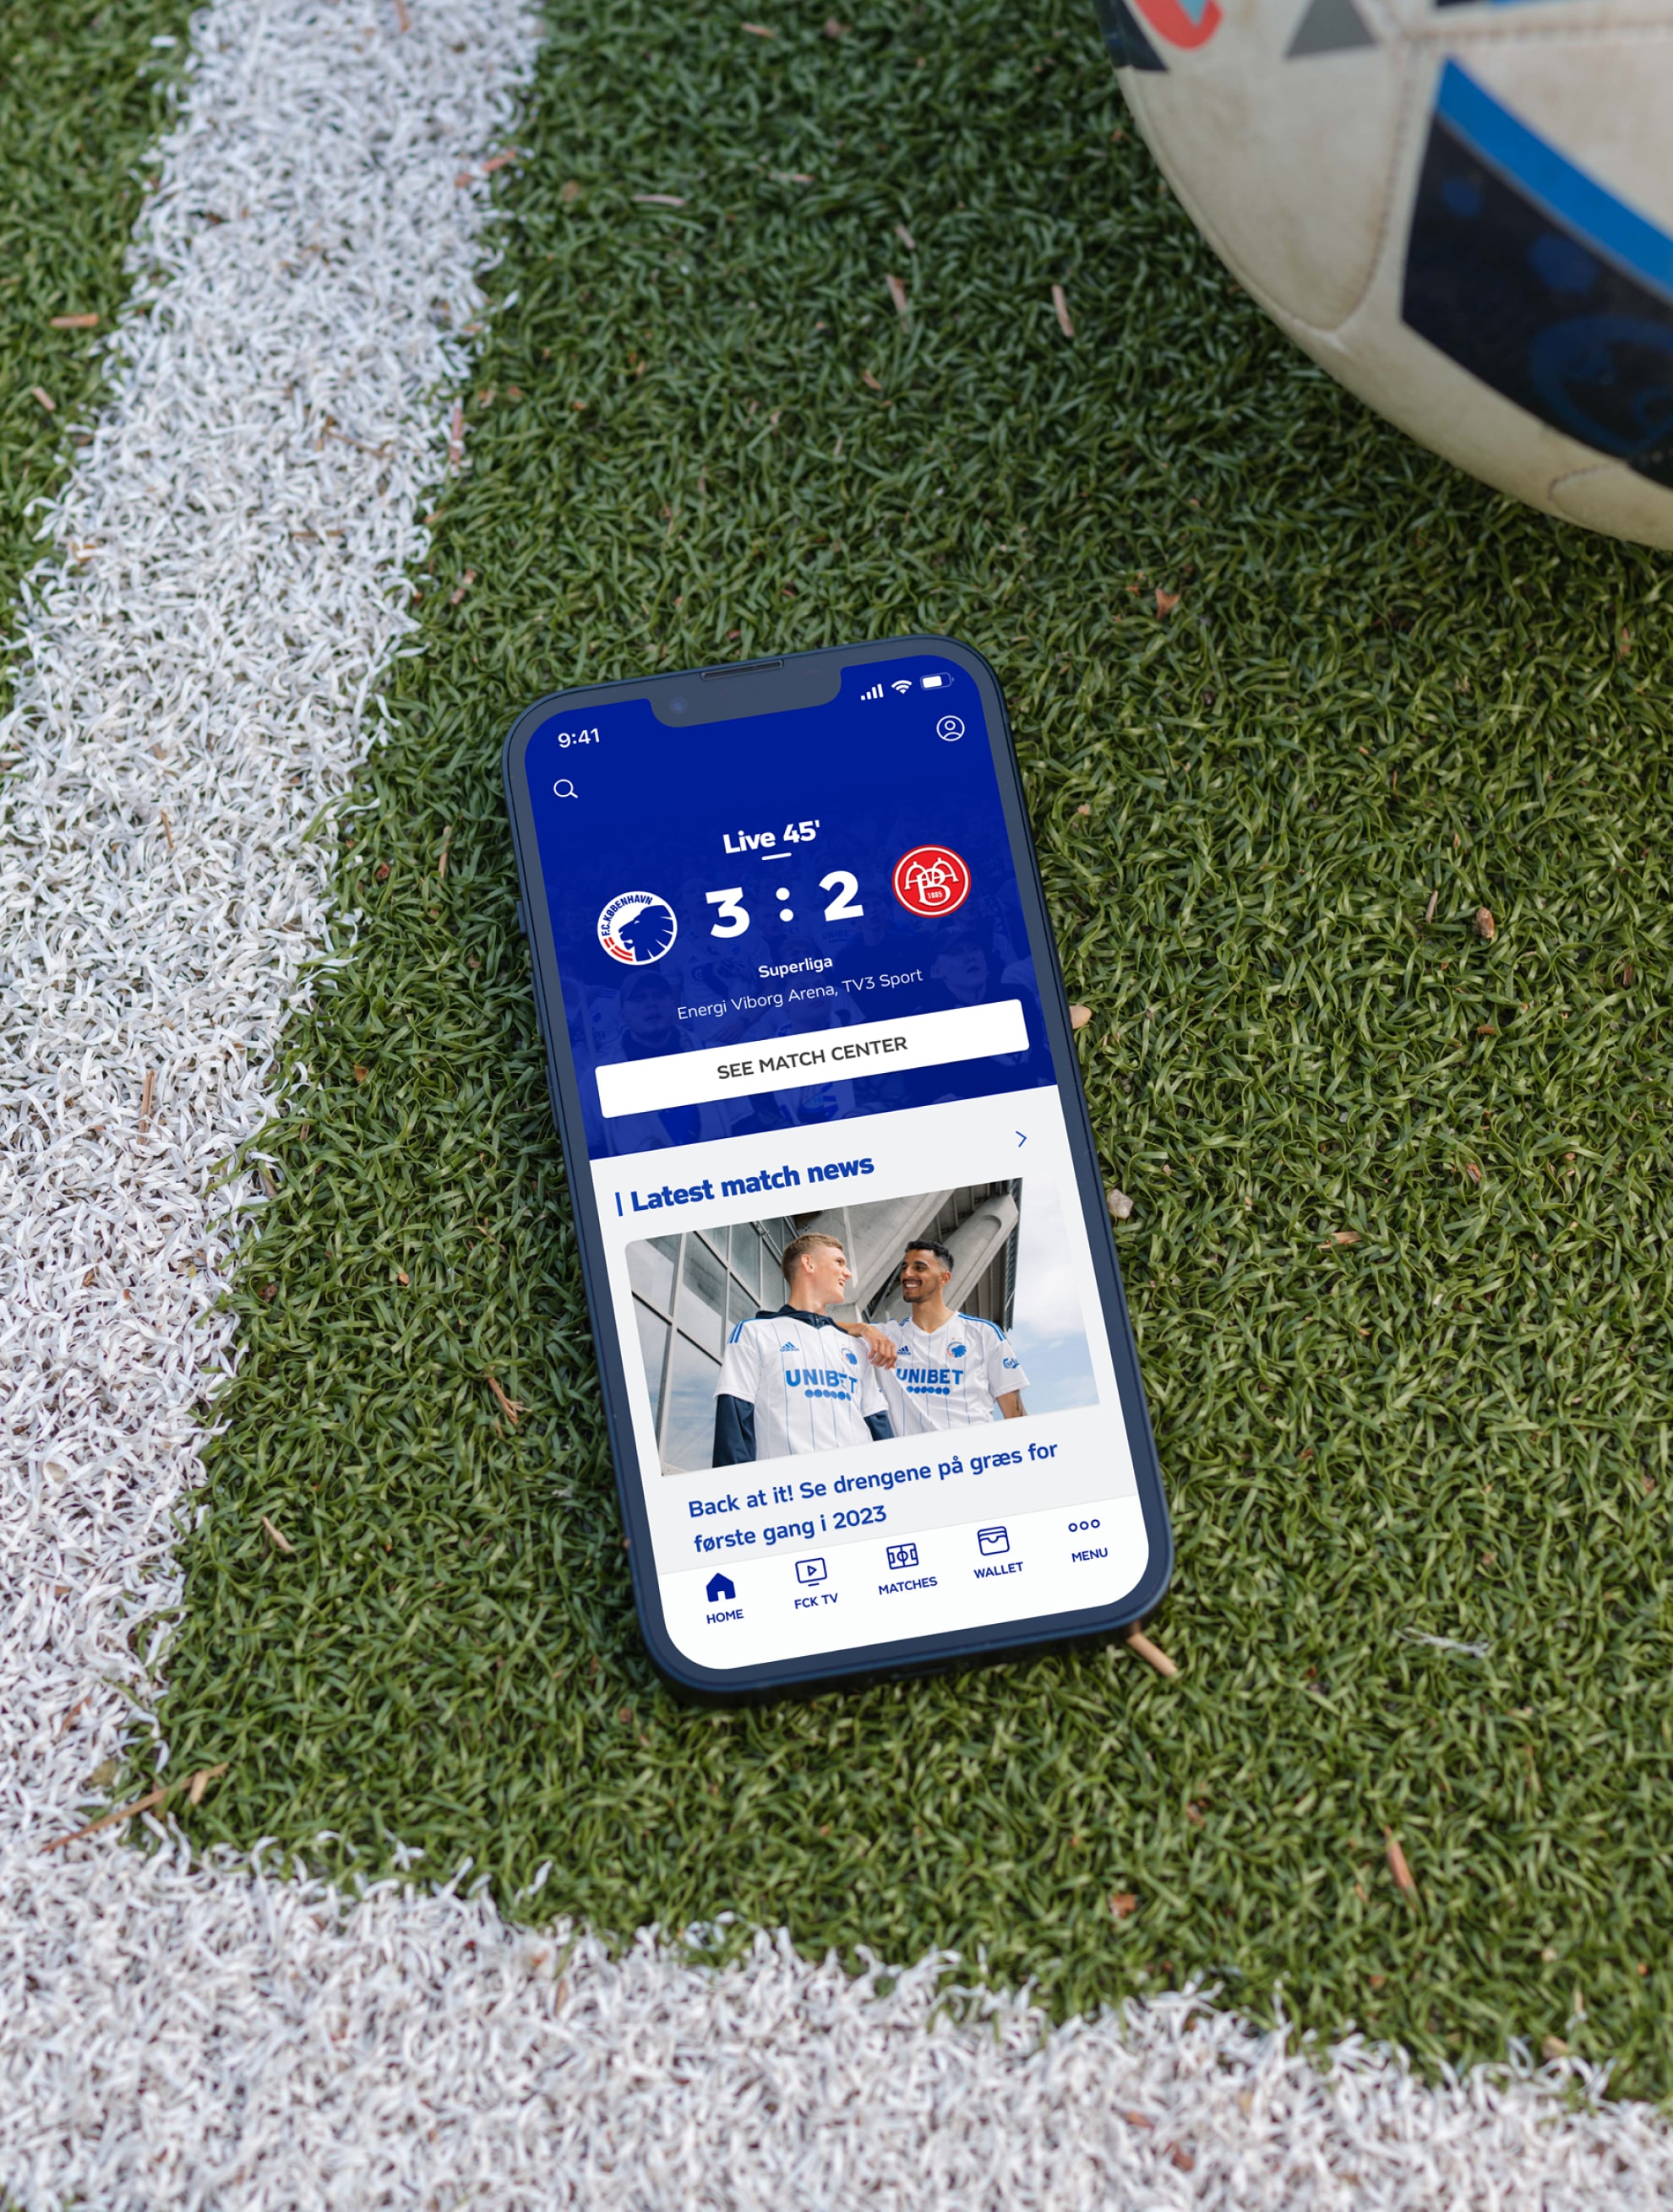 9:41
Live 45'
F.C.KØBENHAVN
3 : 2
1885
Superliga
Energi Viborg Arena, TV3 Sport
SEE MATCH CENTER
Latest match news
UNIBET
UNIBET
Back at it! Se drengene på græs for
første gang i 2023
HOME
FCK TV
MATCHES
WALLET
MENU